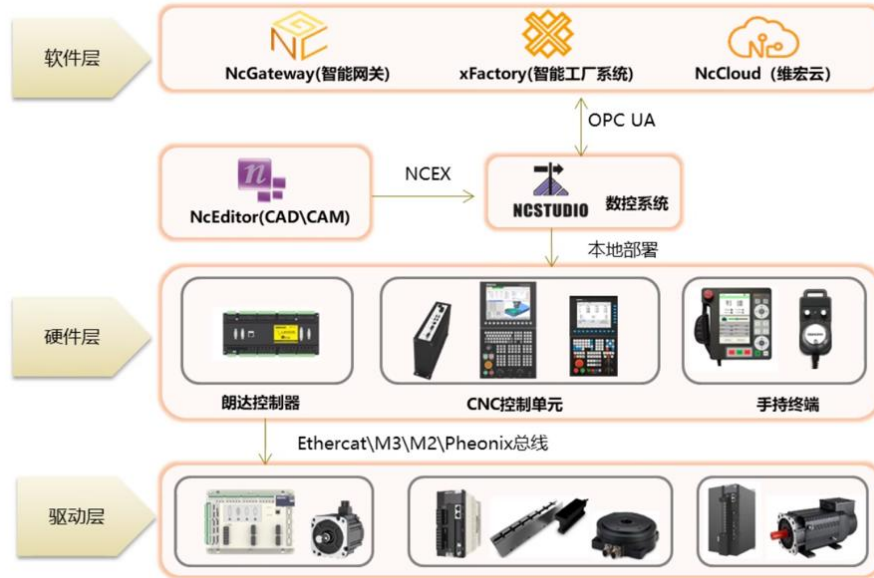 软件层
NcGateway(智能网关)
xFactory(智能工厂系统)
NcCloud（维宏云）
OPC UA
NCEX
NcEditor(CAD\CAM)
NCSTUDIO
数控系统
本地部署
硬件层
朗达控制器
CNC控制单元
手持终端
Ethercat\M3\M2\Pheonix总线
驱动层